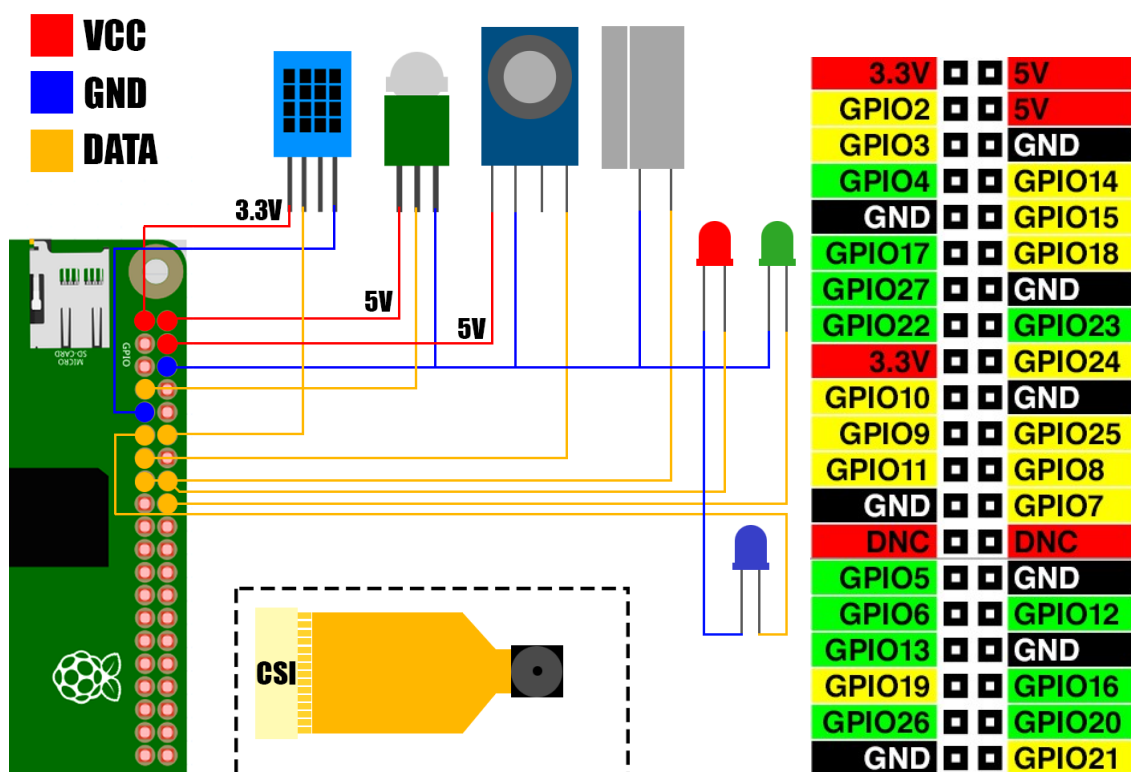 VCC
GND
DATA
3.3V
5V
5V
MICRO
SD-CARD
GPIO
CSI
3.3V 5V
GPIO2 5V
GPIO3 GND
GPIO4 GPIO14
GND GPIO15
GPIO17 GPIO18
GPIO27 GND
GPIO22 GPIO23
3.3V GPIO24
GPIO10 GND
GPIO9 GPIO25
GPIO11 GPIO8
GND GPIO7
DNC DNC
GPIO5 GND
GPIO6 GPIO12
GPIO13 GND
GPIO19 GPIO16
GPIO26 GPIO20
GND GPIO21